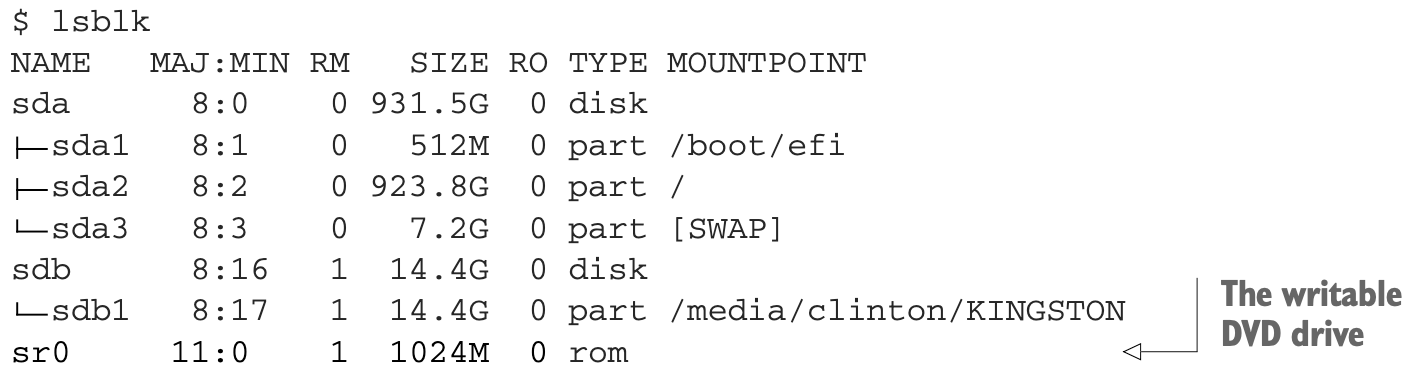 $ lsblk
NAME   MAJ:MIN RM   SIZE RO TYPE MOUNTPOINT
sda      8:0    0 931.5G  0 disk
├─sda1   8:1    0   512M  0 part /boot/efi
├─sda2   8:2    0 923.8G  0 part /
└─sda3   8:3    0   7.2G  0 part [SWAP]
sdb      8:16   1  14.4G  0 disk
└─sdb1   8:17   1  14.4G  0 part /media/clinton/KINGSTON
sr0     11:0    1  1024M  0 rom
The writable
DVD drive